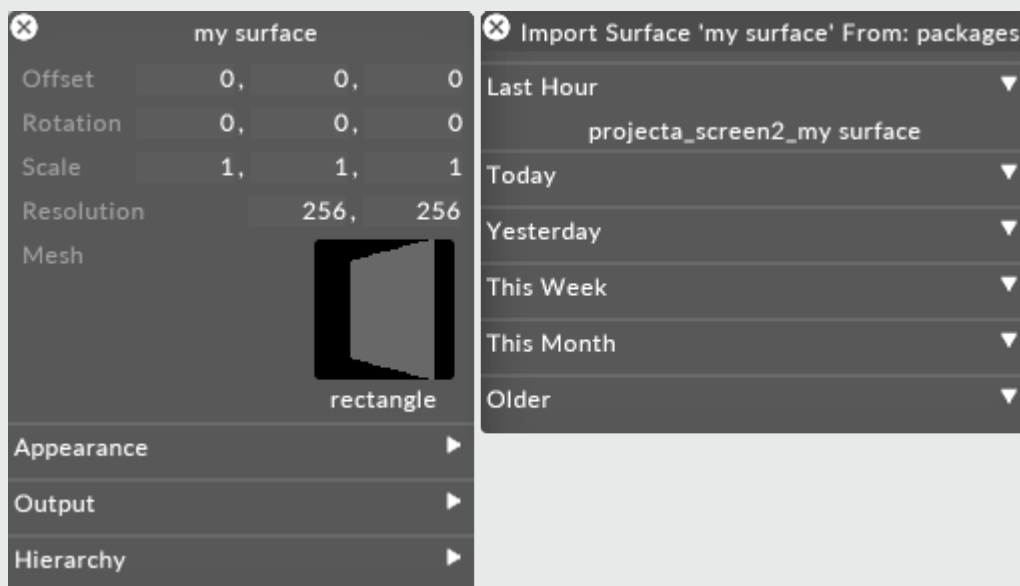 my surface
Offset 0, 0, 0
Rotation 0, 0, 0
Scale 1, 1, 1
Resolution 256, 256
Mesh
rectangle
Appearance
Output
Hierarchy
Import Surface 'my surface' From: packages
Last Hour
projecta_screen2_my surface
Today
Yesterday
This Week
This Month
Older